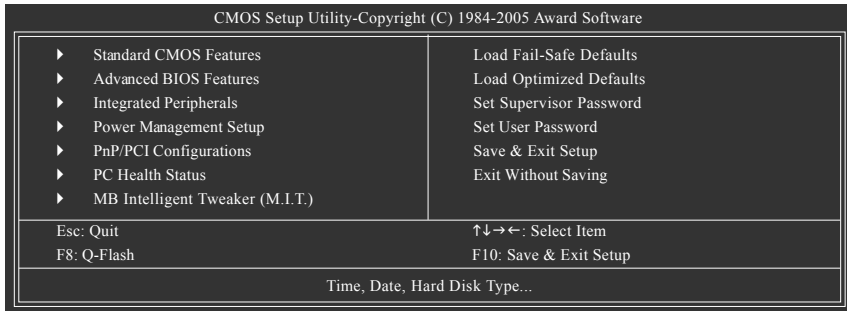 CMOS Setup Utility-Copyright (C) 1984-2005 Award Software
Standard CMOS Features
Advanced BIOS Features
Integrated Peripherals
Power Management Setup
PnP/PCI Configurations
PC Health Status
MB Intelligent Tweaker (M.I.T.)
Load Fail-Safe Defaults
Load Optimized Defaults
Set Supervisor Password
Set User Password
Save & Exit Setup
Exit Without Saving
Esc: Quit
↑↓→←: Select Item
F8: Q-Flash
F10: Save & Exit Setup
Time, Date, Hard Disk Type...